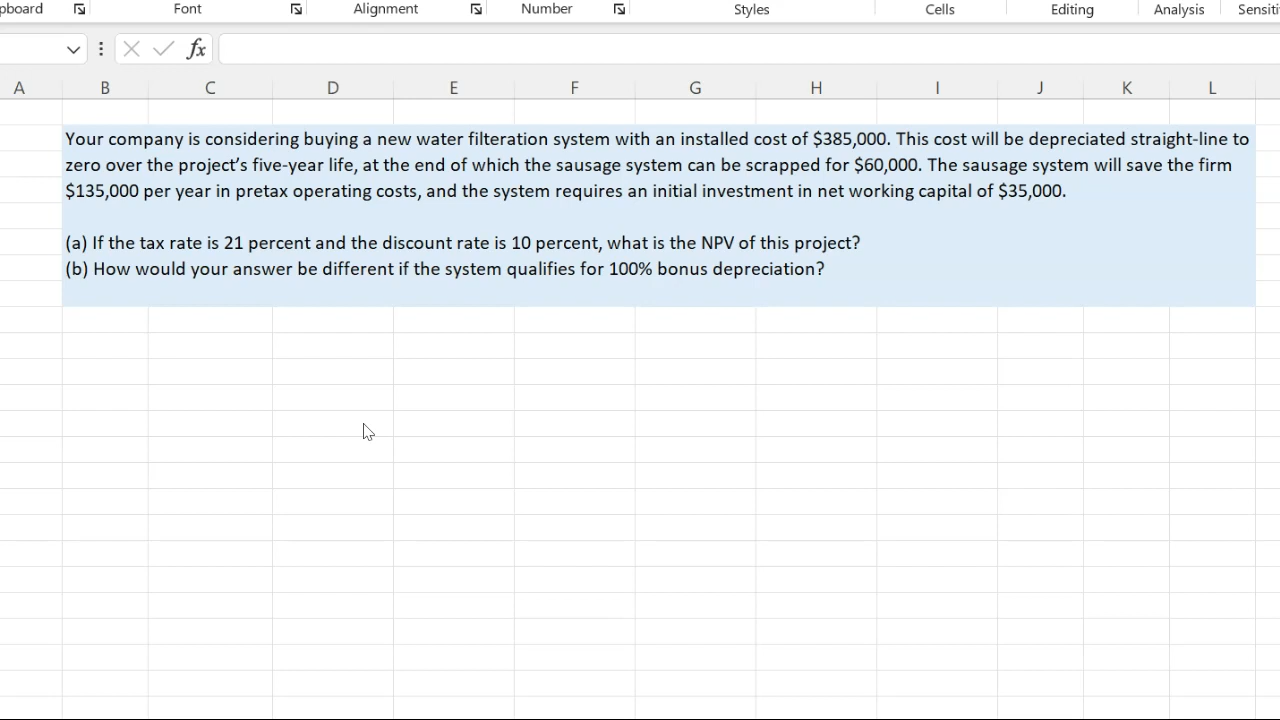 pboard Font Alignment Number Styles Cells Editing Analysis Sensiti
fx
A B C D E F G H I J K L
Your company is considering buying a new water filteration system with an installed cost of $385,000. This cost will be depreciated straight-line to
zero over the project’s five-year life, at the end of which the sausage system can be scrapped for $60,000. The sausage system will save the firm
$135,000 per year in pretax operating costs, and the system requires an initial investment in net working capital of $35,000.
(a) If the tax rate is 21 percent and the discount rate is 10 percent, what is the NPV of this project?
(b) How would your answer be different if the system qualifies for 100% bonus depreciation?